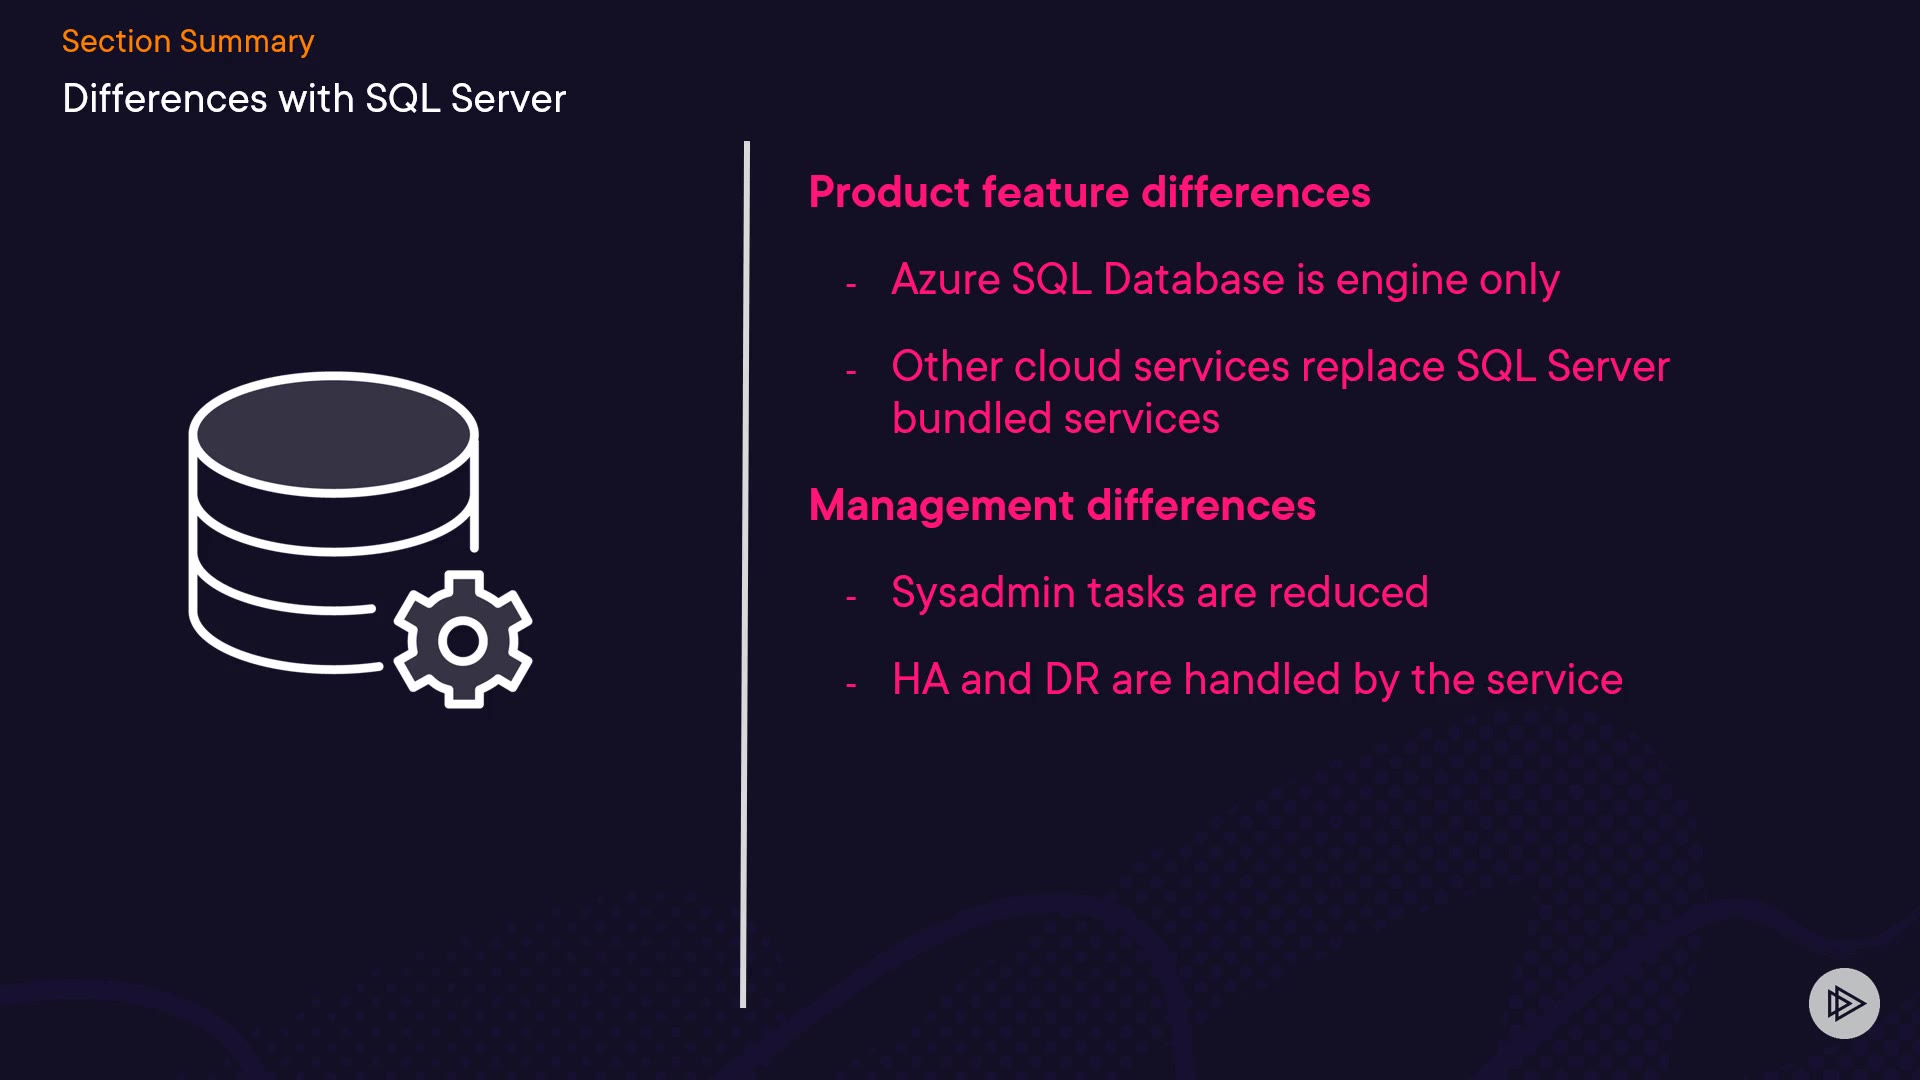 Section Summary
Differences with SQL Server
Product feature differences
- Azure SQL Database is engine only
- Other cloud services replace SQL Server
bundled services
Management differences
- Sysadmin tasks are reduced
- HA and DR are handled by the service